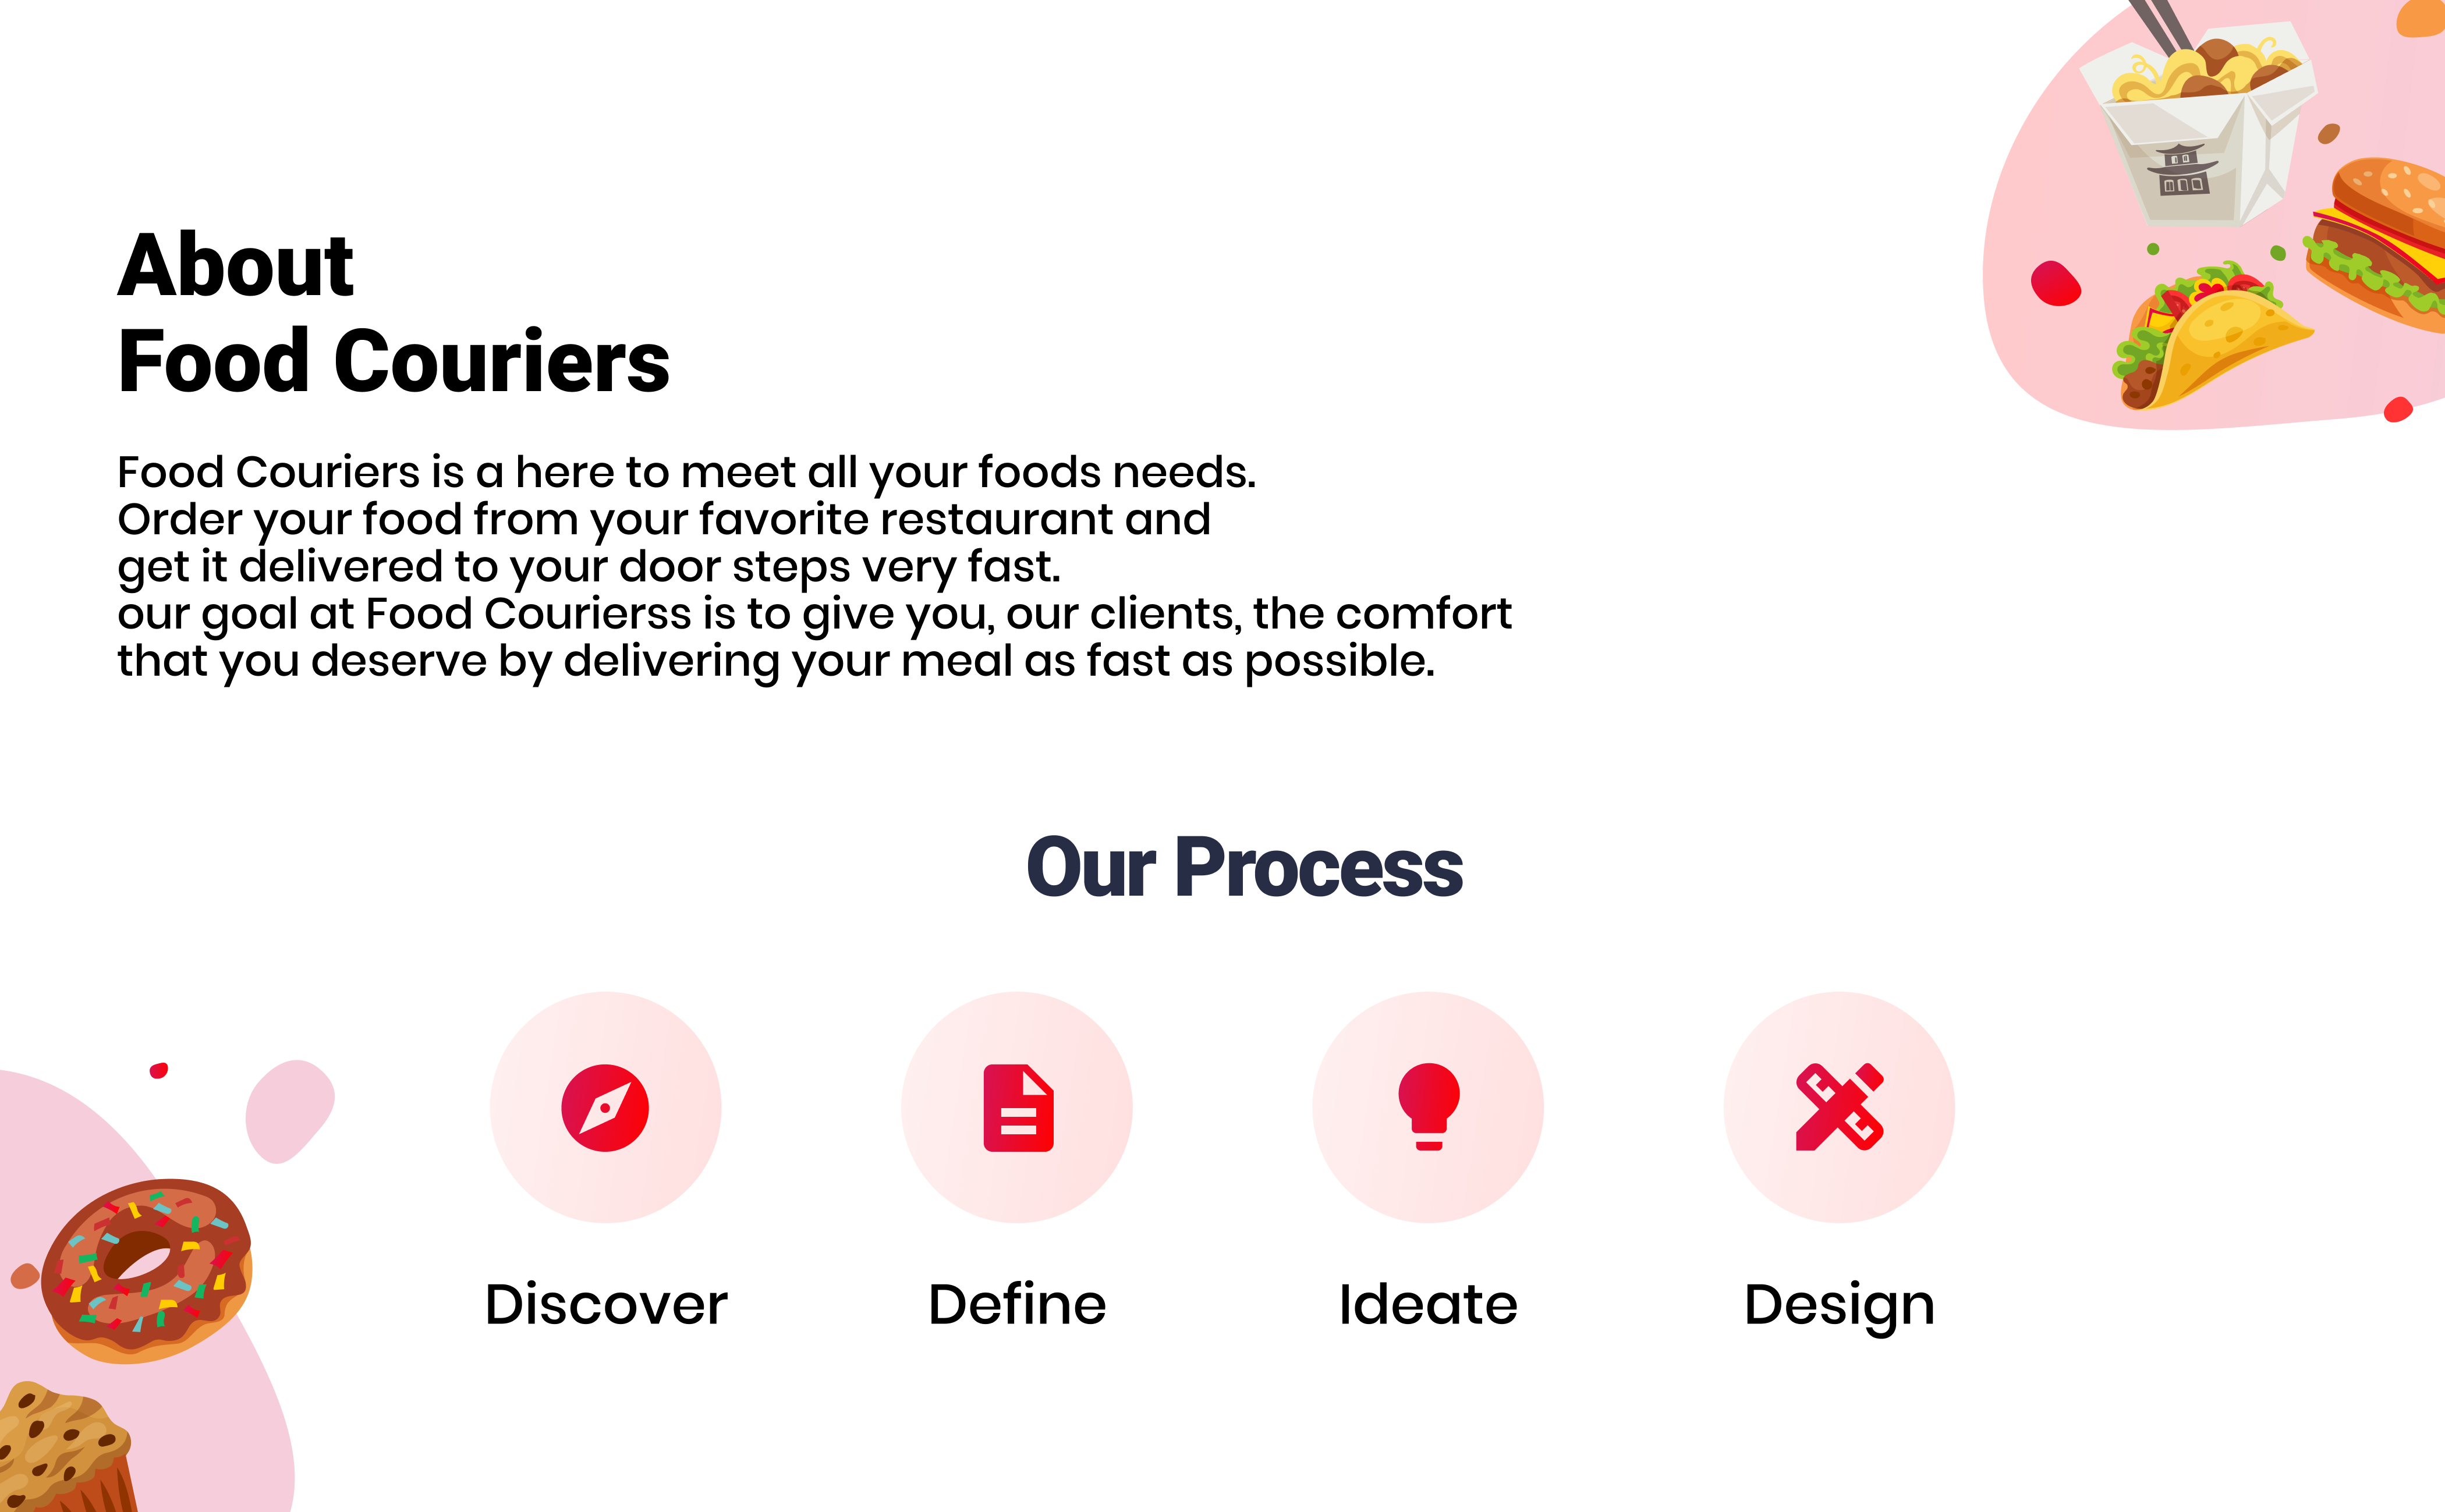 About
Food Couriers
Food Couriers is a here to meet all your foods needs.
Order your food from your favorite restaurant and
get it delivered to your door steps very fast.
our goal at Food Courierss is to give you, our clients, the comfort
that you deserve by delivering your meal as fast as possible.
Our Process
Discover
Define
Ideate
Design